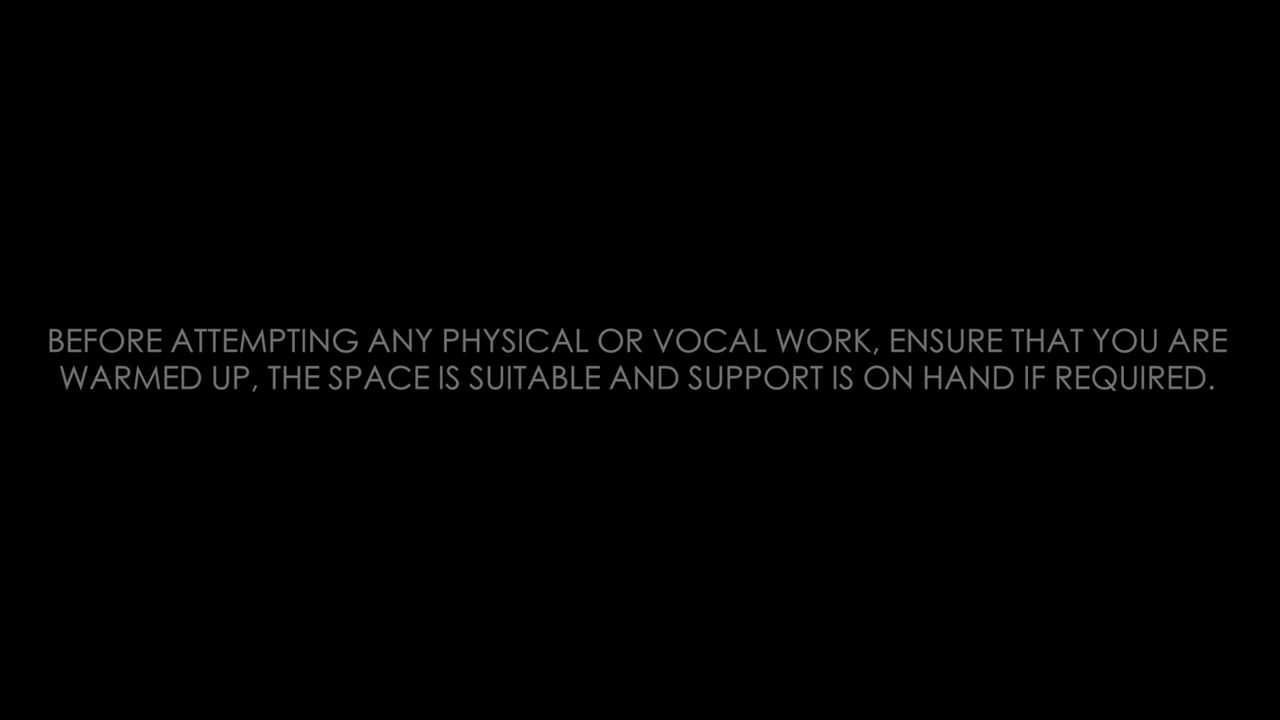 BEFORE ATTEMPTING ANY PHYSICAL OR VOCAL WORK, ENSURE THAT YOU ARE
WARMED UP, THE SPACE IS SUITABLE AND SUPPORT IS ON HAND IF REQUIRED.